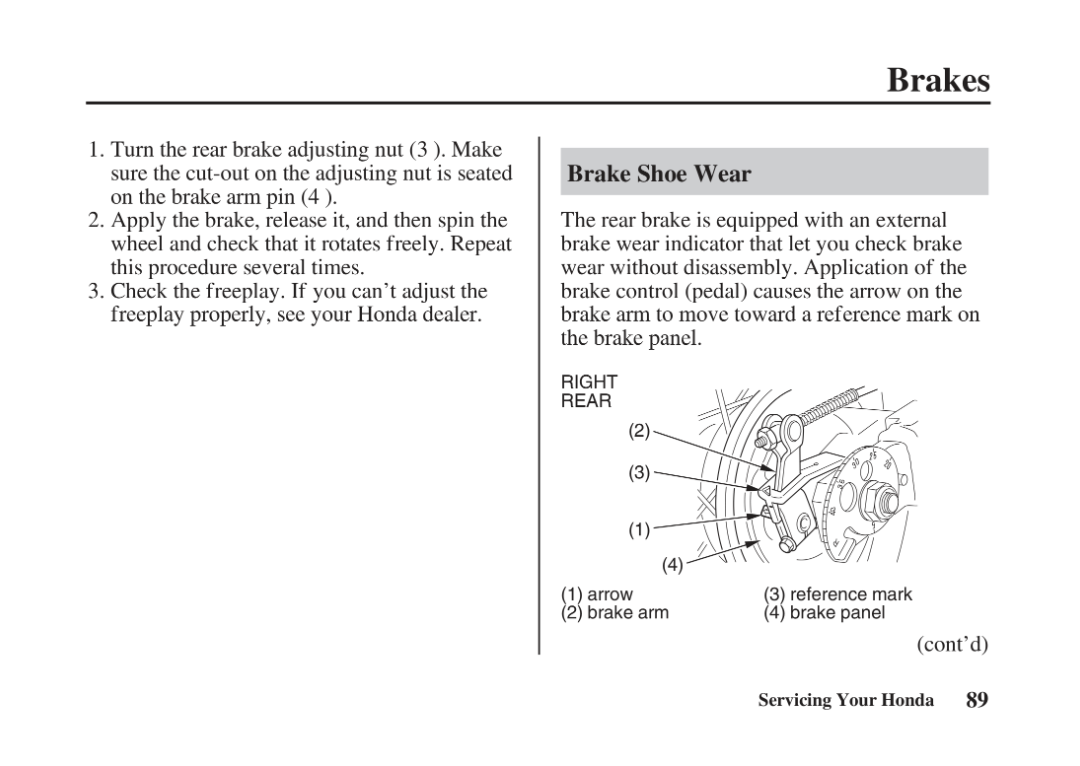 Brakes
1. Turn the rear brake adjusting nut (3 ). Make
sure the cut-out on the adjusting nut is seated
on the brake arm pin (4 ).
2. Apply the brake, release it, and then spin the
wheel and check that it rotates freely. Repeat
this procedure several times.
3. Check the freeplay. If you can’t adjust the
freeplay properly, see your Honda dealer.
Brake Shoe Wear
The rear brake is equipped with an external
brake wear indicator that let you check brake
wear without disassembly. Application of the
brake control (pedal) causes the arrow on the
brake arm to move toward a reference mark on
the brake panel.
RIGHT
REAR
(2)
(3)
(1)
(4)
(1) arrow
(3) reference mark
(2) brake arm
(4) brake panel
(cont’d)
Servicing Your Honda 89